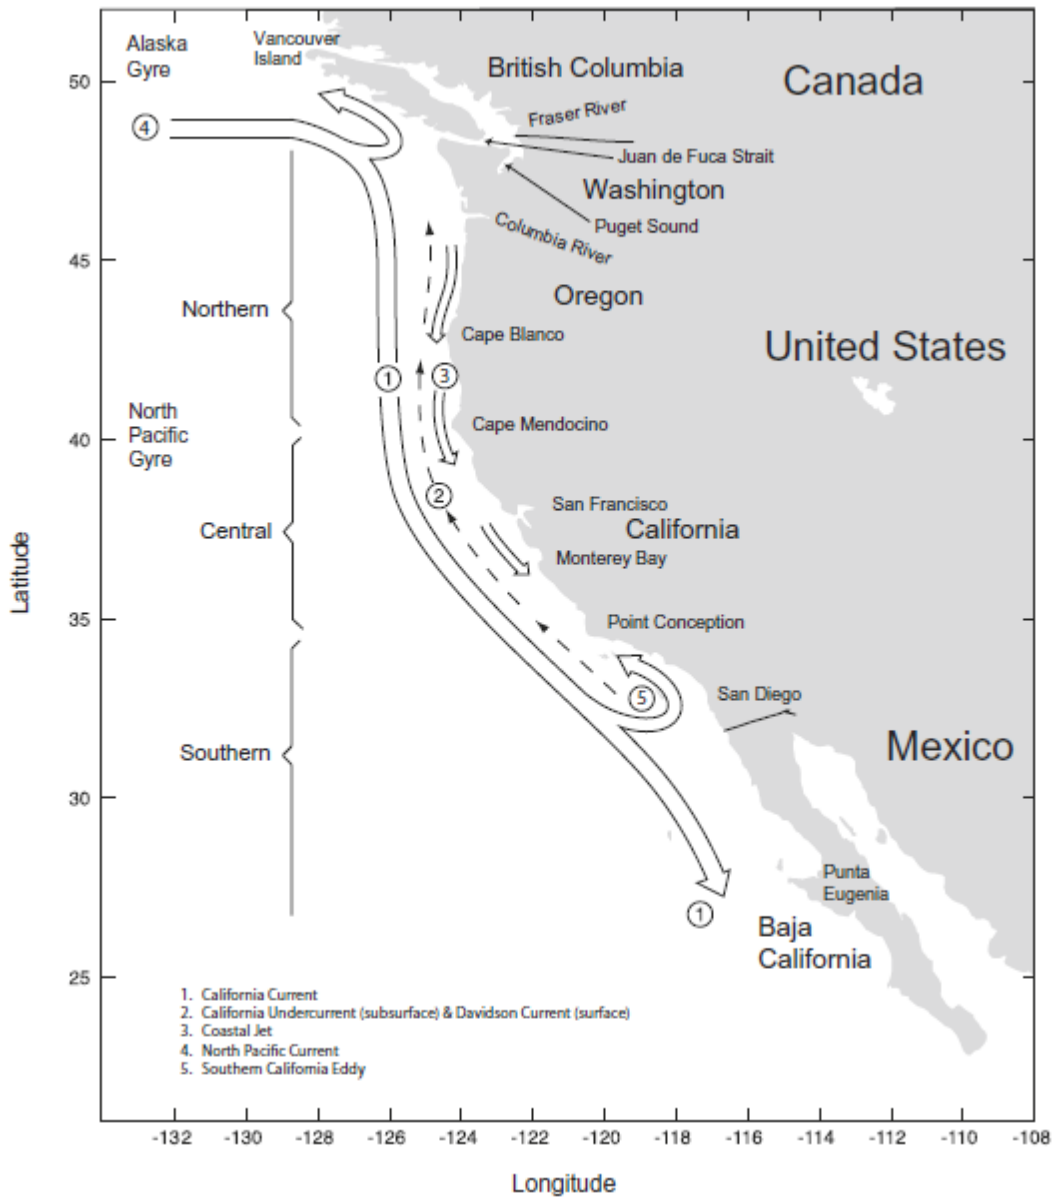 Alaska
Gyre
Vancouver
Island
British Columbia
Canada
50
Fraser River
4
Juan de Fuca Strait
Washington
Puget Sound
Columbia River
45
Oregon
Northern
Cape Blanco
United States
1
3
North
Pacific
Gyre
40
Cape Mendocino
2
San Francisco
Central
California
Monterey Bay
Latitude
35
Point Conception
5
San Diego
Southern
Mexico
30
Punta
Eugenia
1
Baja
California
25
1. California Current
2. California Undercurrent (subsurface) & Davidson Current (surface)
3. Coastal Jet
4. North Pacific Current
5. Southern California Eddy
-132 -130 -128 -126 -124 -122 -120 -118 -116 -114 -112 -110 -108
Longitude